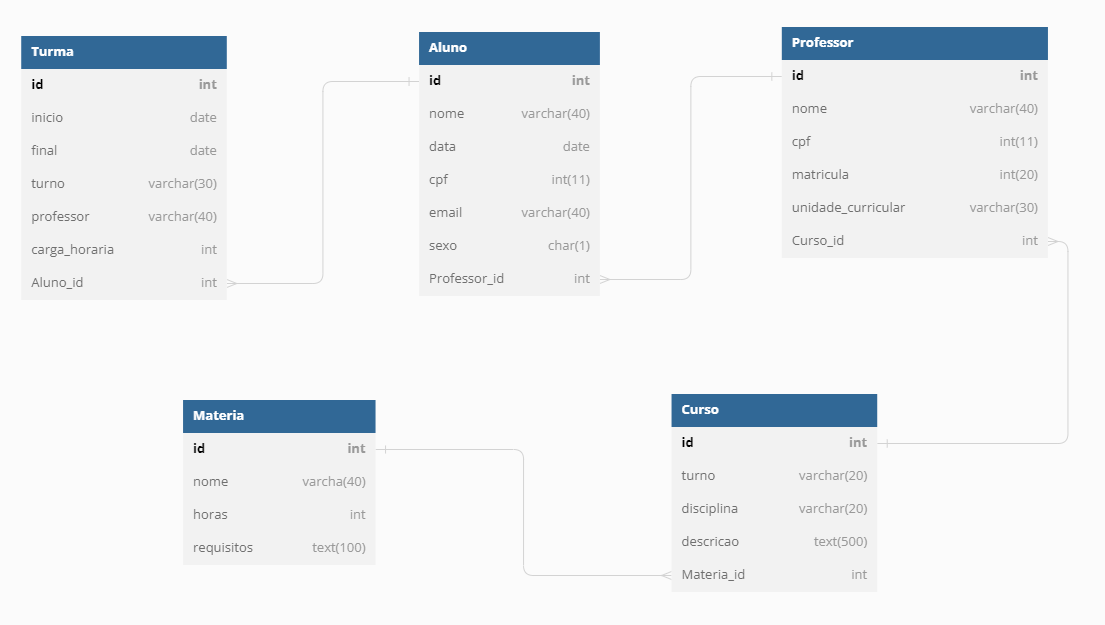 Turma
id int
inicio date
final date
turno varchar(30)
professor varchar(40)
carga_horaria int
Aluno_id int
Aluno
id int
nome varchar(40)
data date
cpf int(11)
email varchar(40)
sexo char(1)
Professor_id int
Professor
id int
nome varchar(40)
cpf int(11)
matricula int(20)
unidade_curricular varchar(30)
Curso_id int
Materia
id int
nome varcha(40)
horas int
requisitos text(100)
Curso
id int
turno varchar(20)
disciplina varchar(20)
descricao text(500)
Materia_id int